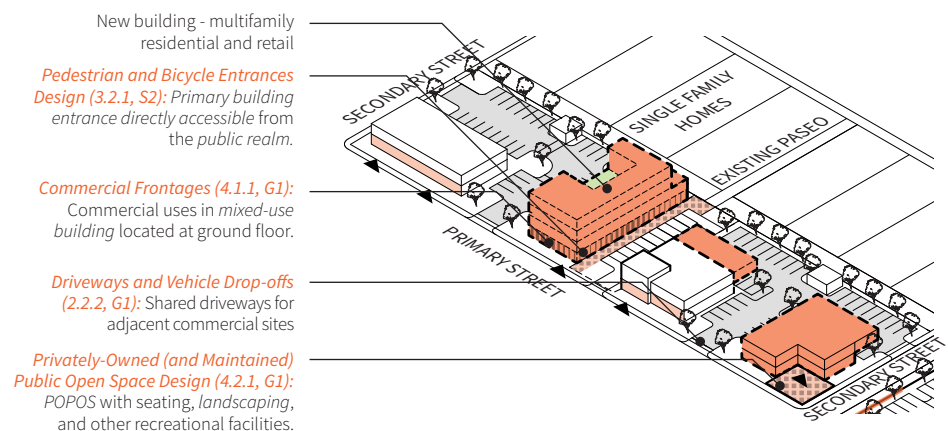 New building - multifamily
residential and retail
Pedestrian and Bicycle Entrances
Design (3.2.1, S2): Primary building
entrance directly accessible from
the public realm.
Commercial Frontages (4.1.1, G1):
Commercial uses in mixed-use
building located at ground floor.
Driveways and Vehicle Drop-offs
(2.2.2, G1): Shared driveways for
adjacent commercial sites
Privately-Owned (and Maintained)
Public Open Space Design (4.2.1, G1):
POPOS with seating, landscaping,
and other recreational facilities.
SECONDARY STREET
SINGLE FAMILY
HOMES
EXISTING PASEO
PRIMARY STREET
SECONDARY STREET